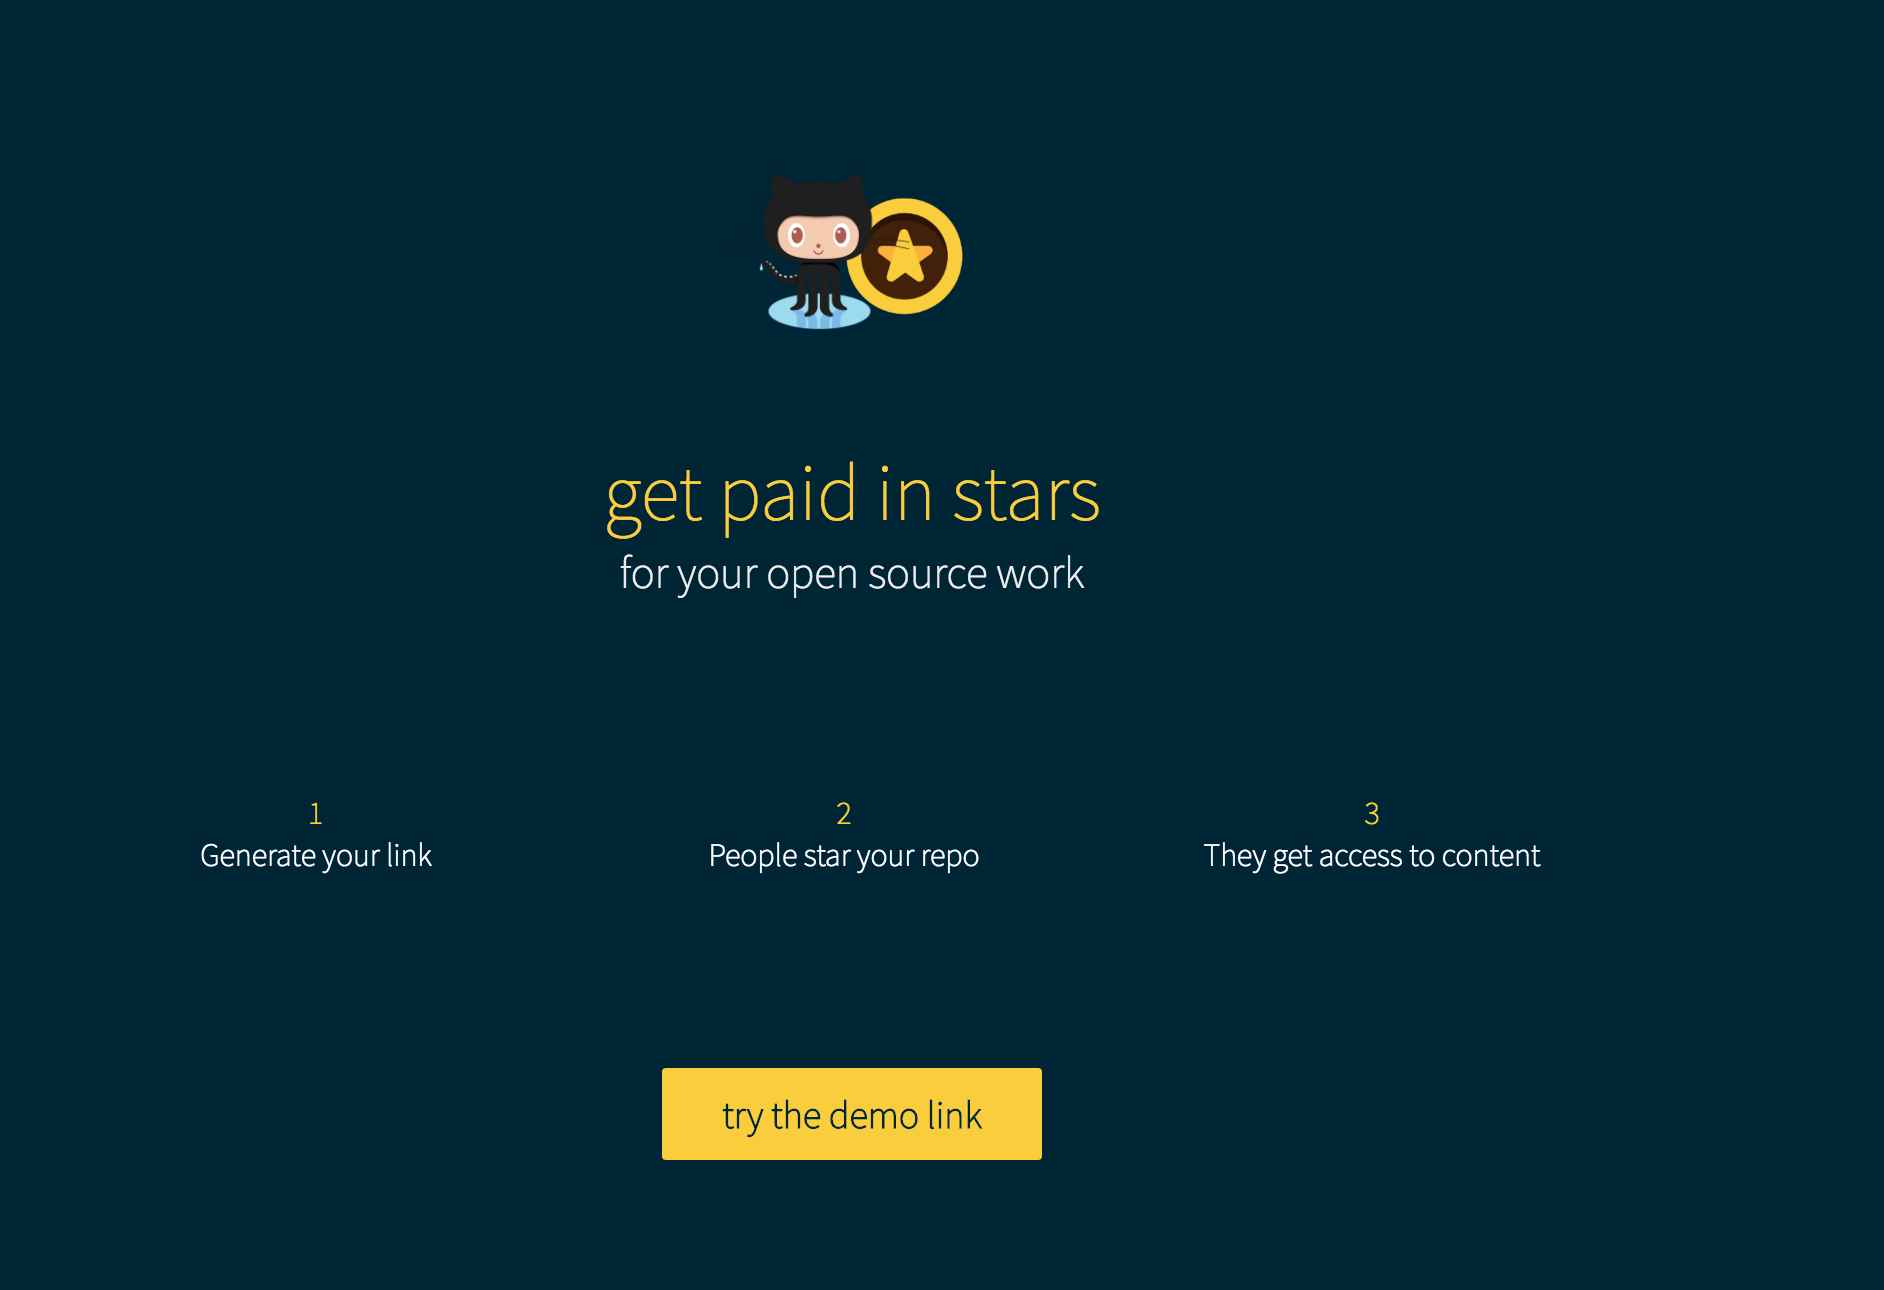 get paid in stars
for your open source work
1
Generate your link
2
People star your repo
3
They get access to content
try the demo link